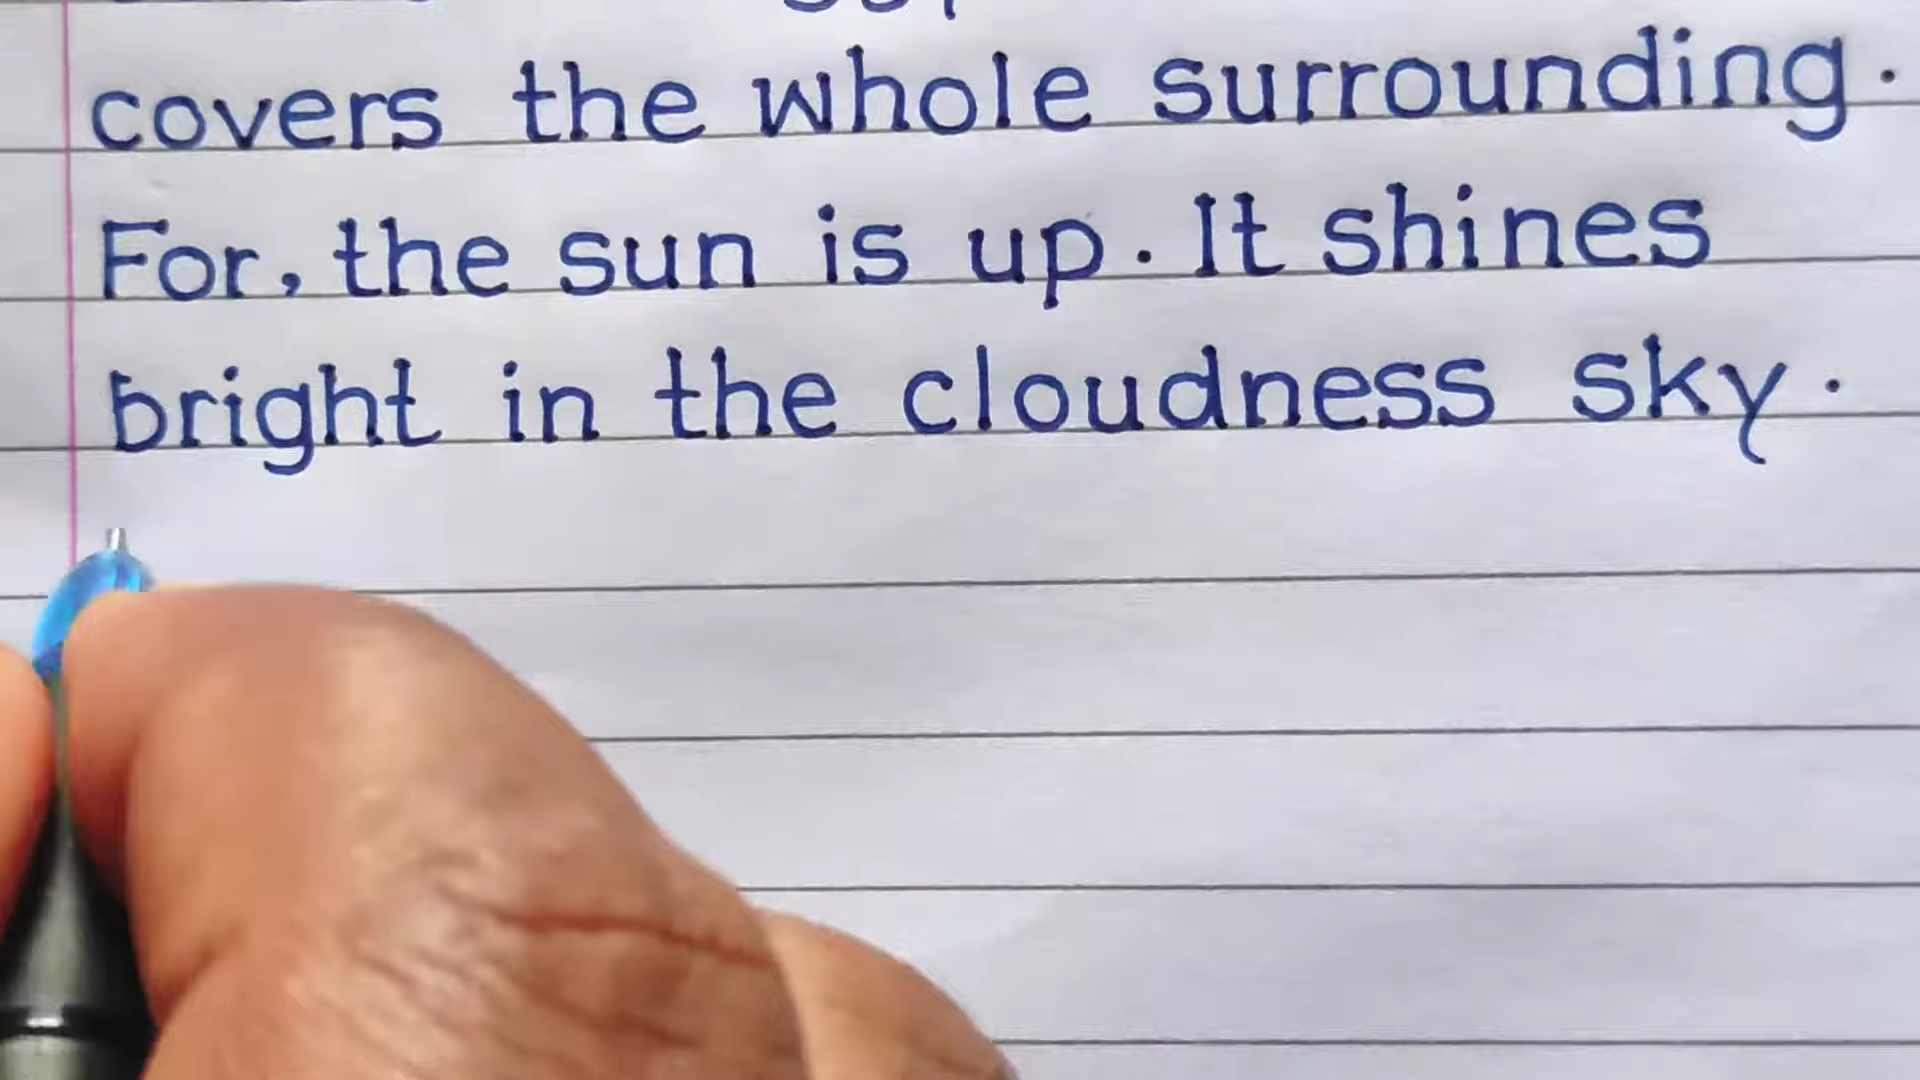 covers the whole surrounding.
For, the sun is up. It shines
bright in the cloudness sky.